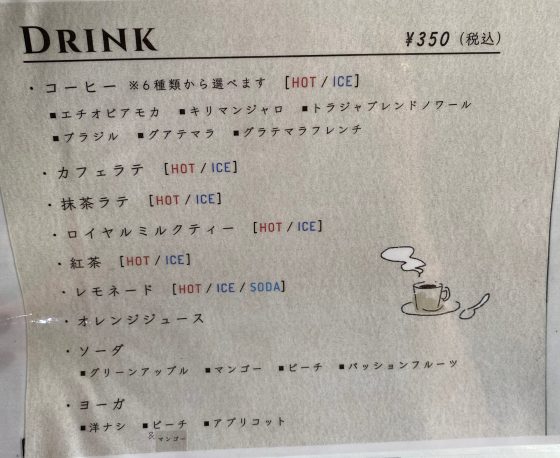 DRINK ¥350（税込）
・コーヒー ※6種類から選べます [HOT / ICE]
■エチオピアモカ ■キリマンジャロ ■トラジャブレンドノワール
■ブラジル ■グアテマラ ■グラテマラフレンチ
・カフェラテ [HOT / ICE]
・抹茶ラテ [HOT / ICE]
・ロイヤルミルクティー [HOT / ICE]
・紅茶 [HOT / ICE]
・レモネード [HOT / ICE / SODA]
・オレンジジュース
・ソーダ
■グリーンアップル ■マンゴー ■ピーチ ■パッションフルーツ
・ヨーガ
■洋ナシ ■ピーチ ■アプリコット
&マンゴー